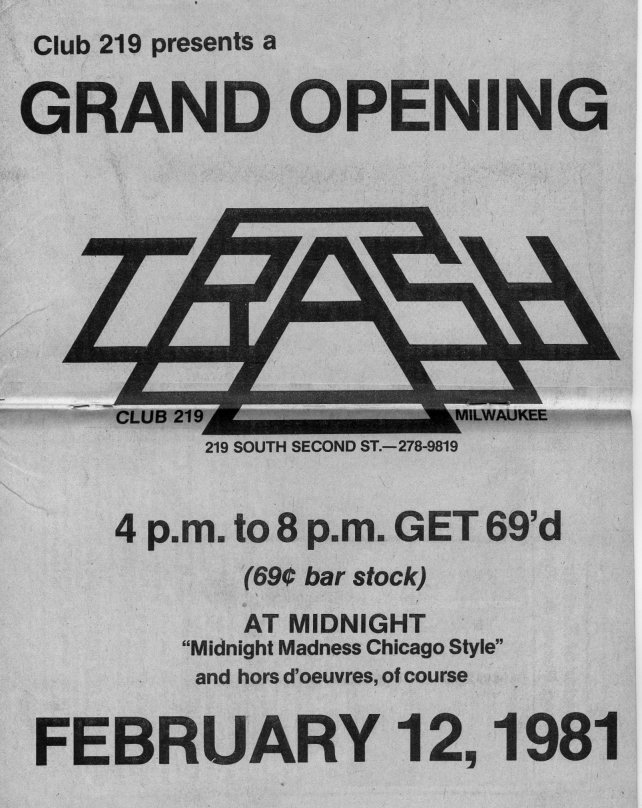 Club 219 presents a
GRAND OPENING
TRASH
CLUB 219 MILWAUKEE
219 SOUTH SECOND ST.—278-9819
4 p.m. to 8 p.m. GET 69'd
(69¢ bar stock)
AT MIDNIGHT
“Midnight Madness Chicago Style”
and hors d'oeuvres, of course
FEBRUARY 12, 1981